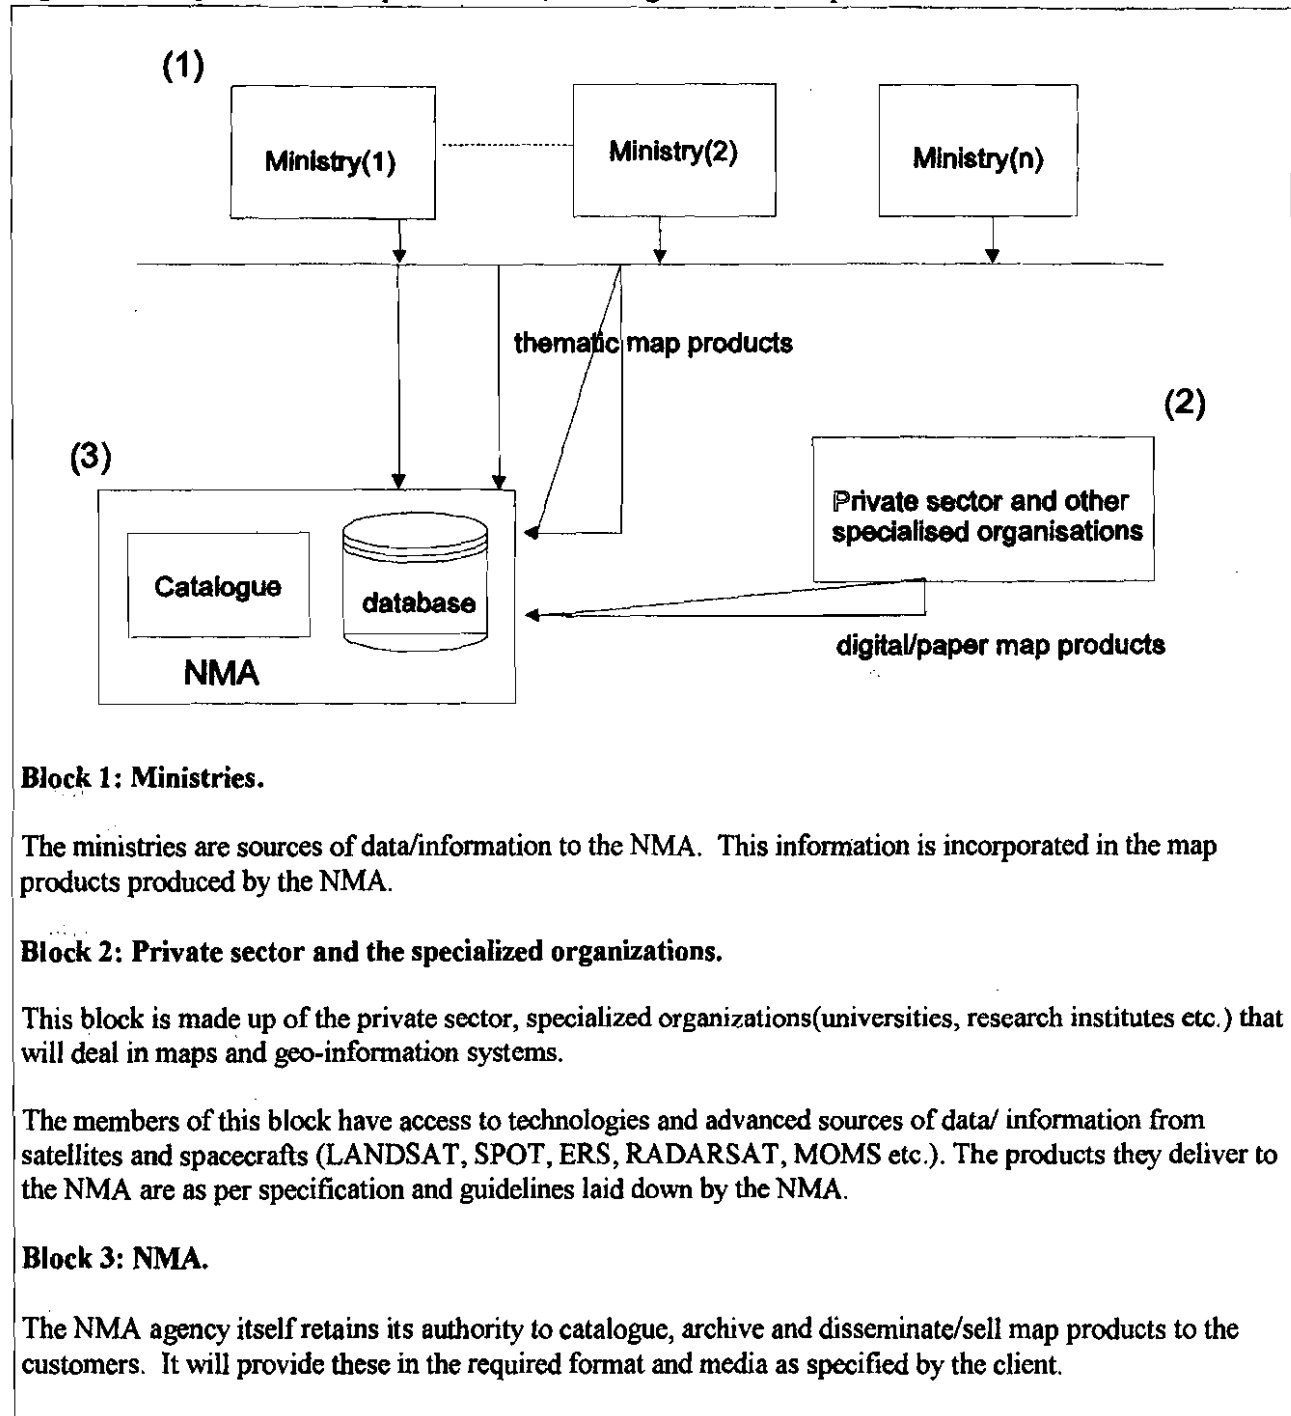 (1)
Ministry(1)
Ministry(2)
Ministry(n)
thematic map products
(2)
(3)
Private sector and other
specialised organisations
Catalogue
database
NMA
digital/paper map products
Block 1: Ministries.
The ministries are sources of data/information to the NMA. This information is incorporated in the map
products produced by the NMA.
Block 2: Private sector and the specialized organizations.
This block is made up of the private sector, specialized organizations(universities, research institutes etc.) that
will deal in maps and geo-information systems.
The members of this block have access to technologies and advanced sources of data/ information from
satellites and spacecrafts (LANDSAT, SPOT, ERS, RADARSAT, MOMS etc.). The products they deliver to
the NMA are as per specification and guidelines laid down by the NMA.
Block 3: NMA.
The NMA agency itself retains its authority to catalogue, archive and disseminate/sell map products to the
customers. It will provide these in the required format and media as specified by the client.